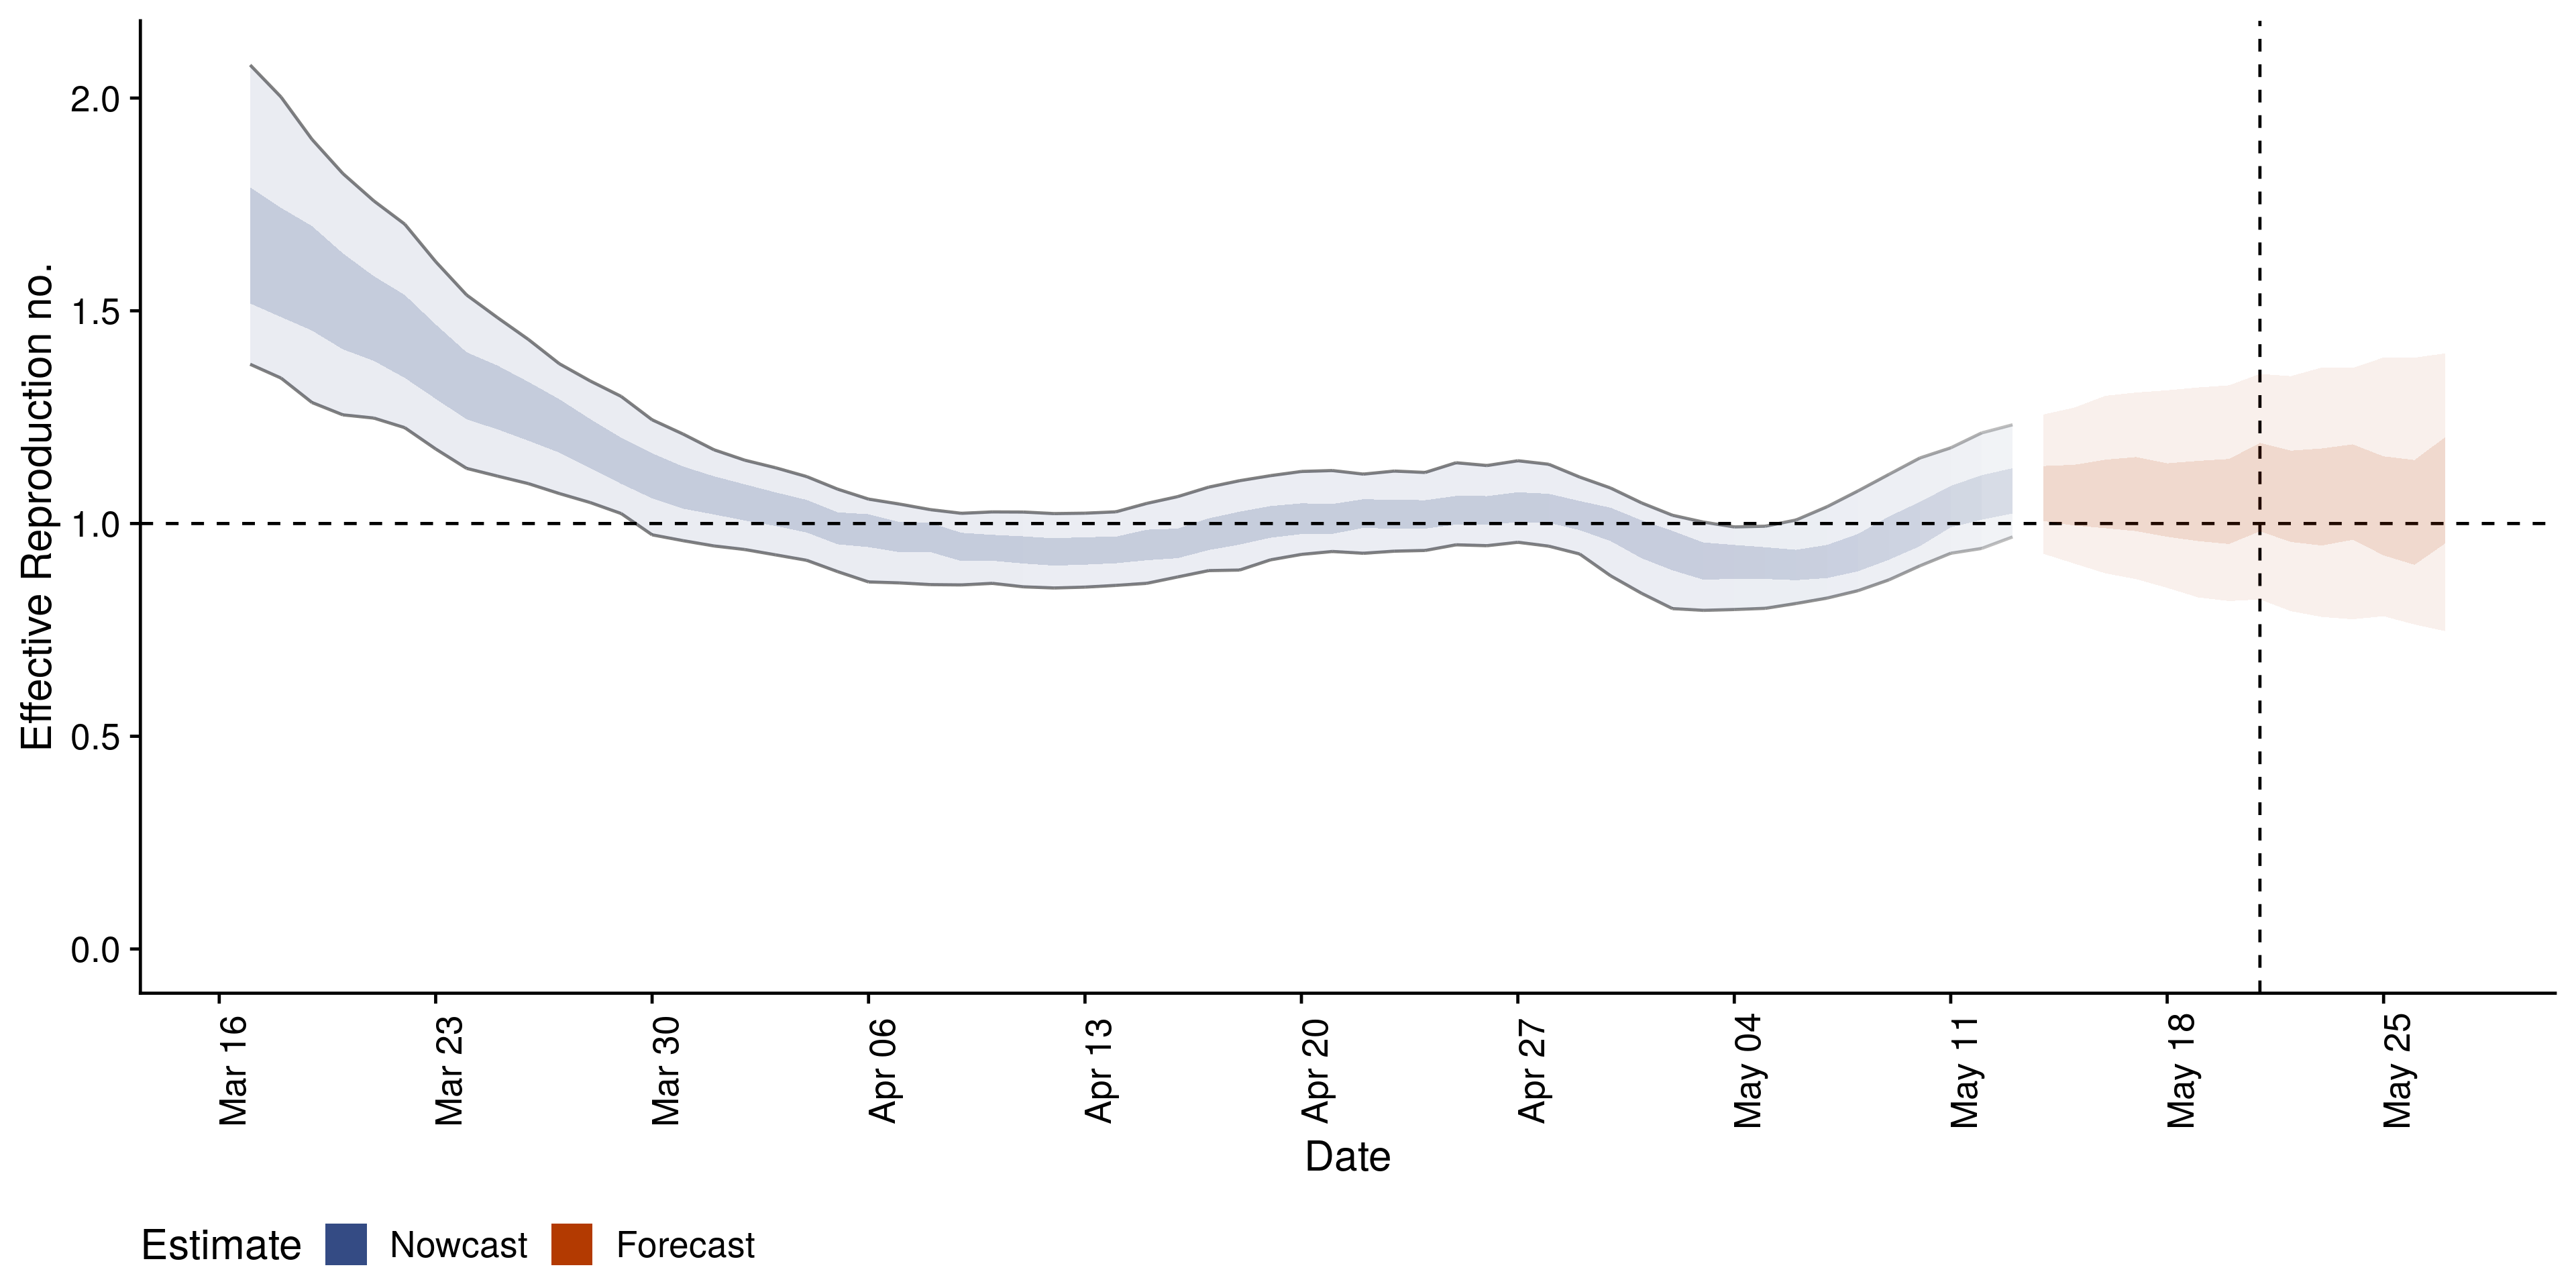 Effective Reproduction no.
2.0
1.5
1.0
0.5
0.0
Mar 16
Mar 23
Mar 30
Apr 06
Apr 13
Apr 20
Apr 27
May 04
May 11
May 18
May 25
Date
Estimate Nowcast Forecast